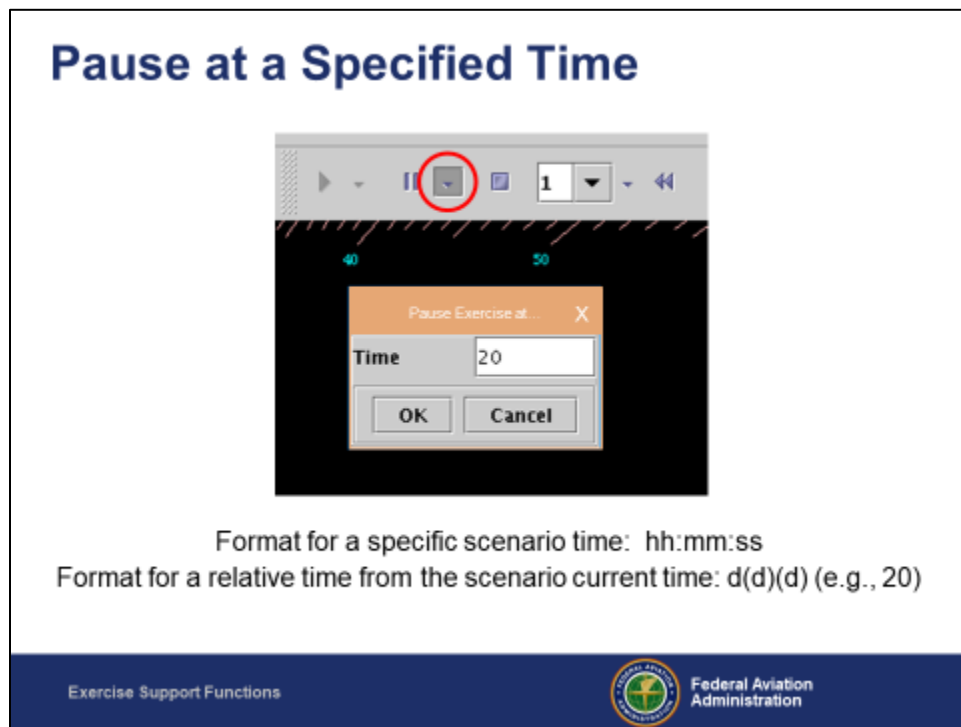 Pause at a Specified Time
1
40 50
Pause Exercise at... X
Time 20
OK Cancel
Format for a specific scenario time: hh:mm:ss
Format for a relative time from the scenario current time: d(d)(d) (e.g., 20)
Exercise Support Functions
Federal Aviation
Administration